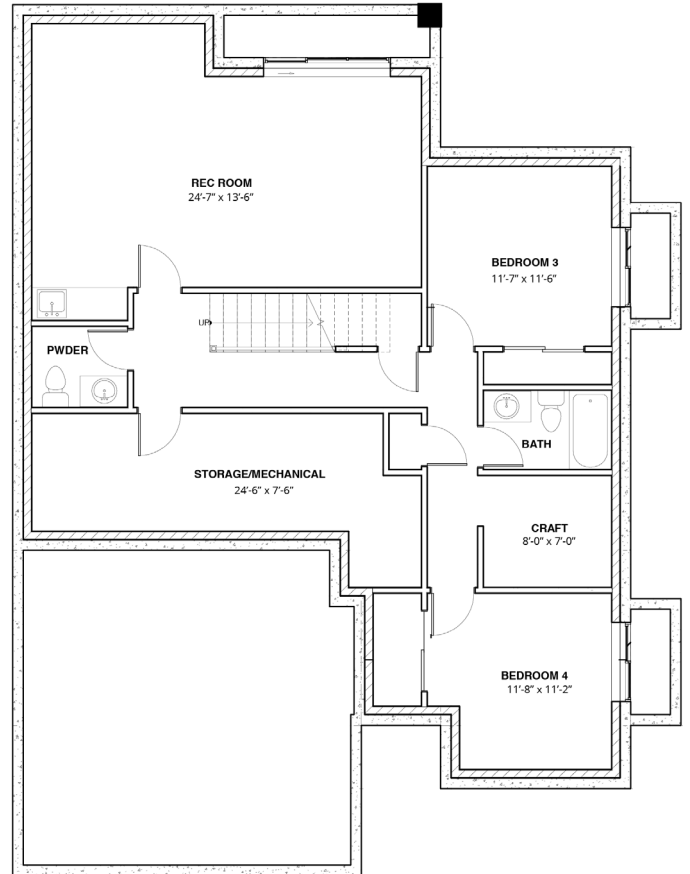 REC ROOM
24'-7" x 13'-6"
BEDROOM 3
11'-7" x 11'-6"
UP
PWDER
BATH
STORAGE/MECHANICAL
24'-6" x 7'-6"
CRAFT
8'-0" x 7'-0"
BEDROOM 4
11'-8" x 11'-2"